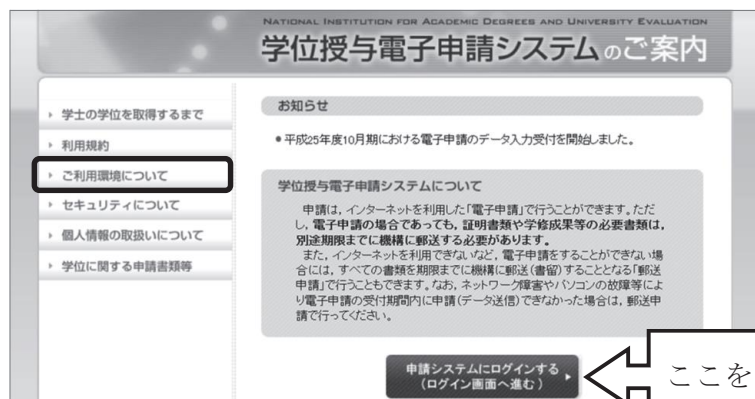 NATIONAL INSTITUTION FOR ACADEMIC DEGREES AND UNIVERSITY EVALUATION
学位授与電子申請システムのご案内
学士の学位を取得するまで
利用規約
ご利用環境について
セキュリティについて
個人情報の取扱いについて
学位に関する申請書類等
お知らせ
●平成25年度10月期における電子申請のデータ入力受付を開始しました。
学位授与電子申請システムについて
申請は，インターネットを利用した「電子申請」で行うことができます。ただ
し，電子申請の場合であっても，証明書類や学修成果等の必要書類は，
別途期限までに機構に郵送する必要があります。
また，インターネットを利用できないなど，電子申請をすることができない場
合には，すべての書類を期限までに機構に郵送（書留）することとなる「郵送
申請」で行うこともできます。なお，ネットワーク障害やパソコンの故障等によ
り電子申請の受付期間内に申請（データ送信）できなかった場合は，郵送申
請で行ってください。
申請システムにログインする
（ログイン画面へ進む）
ここを